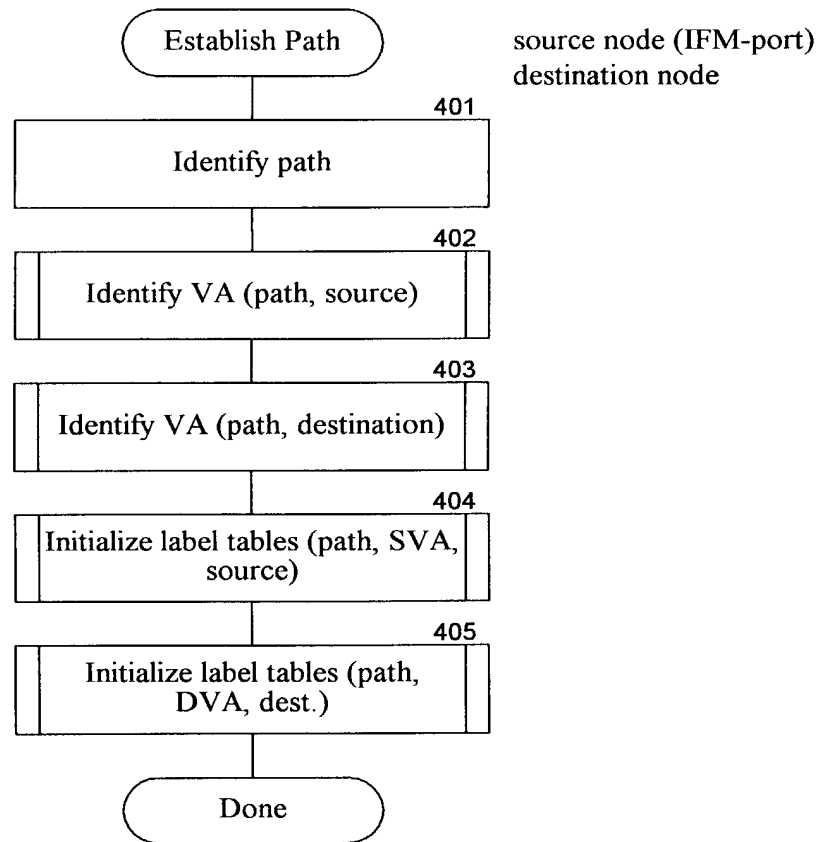 Establish Path
source node (IFM-port)
destination node
401
Identify path
402
Identify VA (path, source)
403
Identify VA (path, destination)
404
Initialize label tables (path, SVA,
source)
405
Initialize label tables (path,
DVA, dest.)
Done